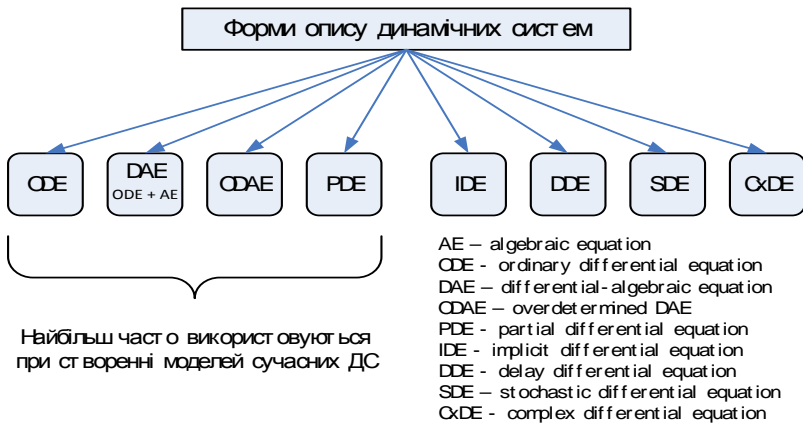 Форми опису динамічних систем
ODE
DAE
ODE + AE
ODAE
PDE
IDE
DDE
SDE
CxDE
Найбільш часто використовуються
при створенні моделей сучасних ДС
AE – algebraic equation
ODE - ordinary differential equation
DAE – differential-algebraic equation
ODAE – overdetermined DAE
PDE - partial differential equation
IDE - implicit differential equation
DDE - delay differential equation
SDE – stochastic differential equation
CxDE - complex differential equation